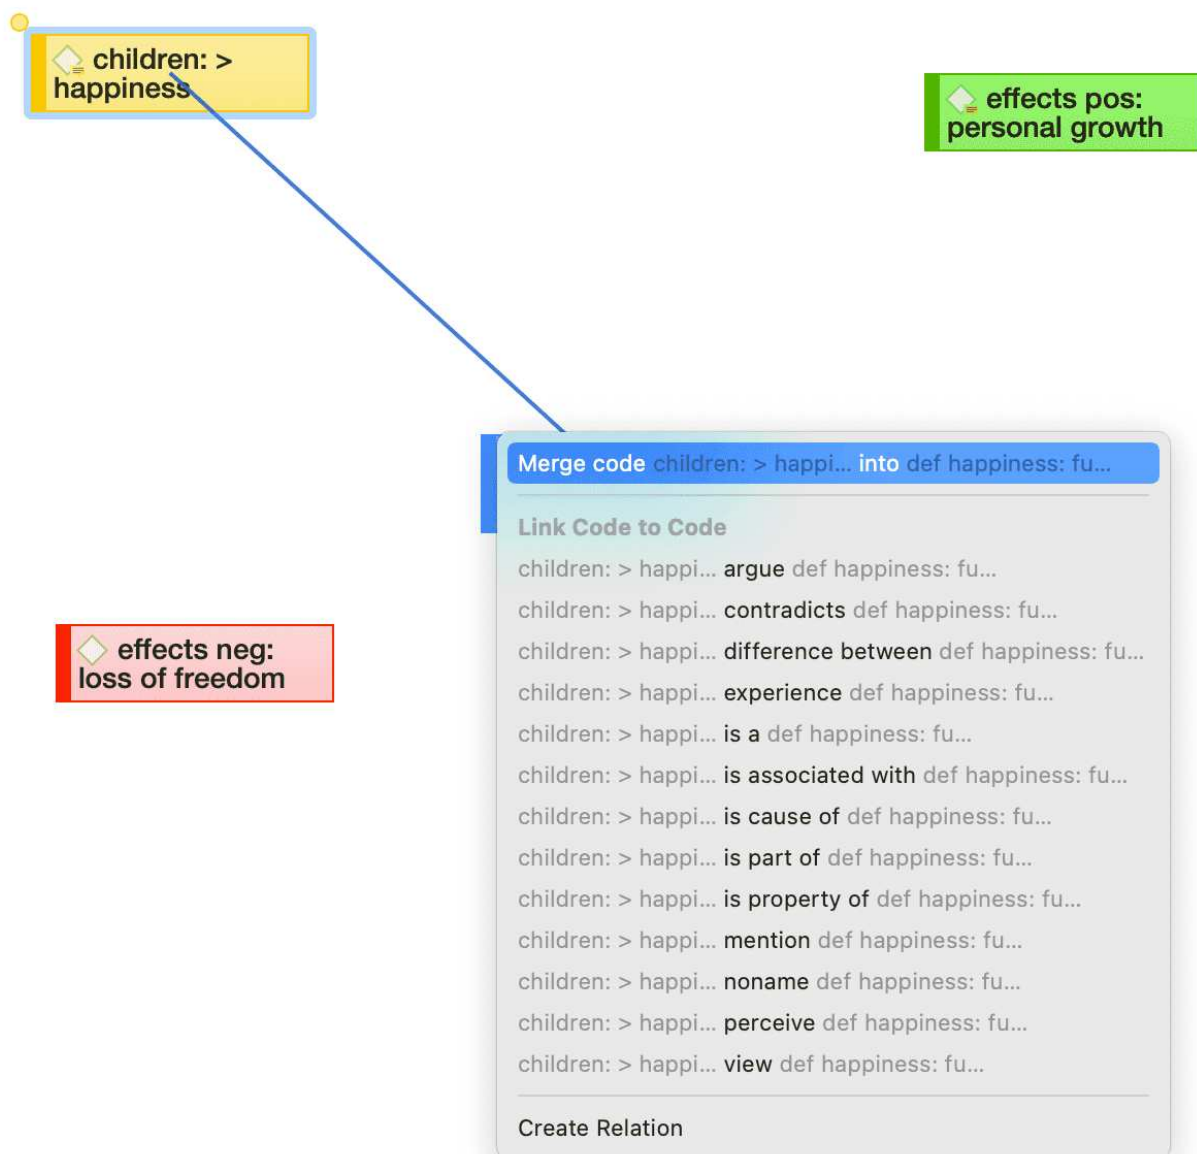 children: >
happiness
effects pos:
personal growth
Merge code children: > happi... into def happiness: fu...
Link Code to Code
children: > happi... argue def happiness: fu...
children: > happi... contradicts def happiness: fu...
children: > happi... difference between def happiness: fu...
children: > happi... experience def happiness: fu...
children: > happi... is a def happiness: fu...
children: > happi... is associated with def happiness: fu...
children: > happi... is cause of def happiness: fu...
children: > happi... is part of def happiness: fu...
children: > happi... is property of def happiness: fu...
children: > happi... mention def happiness: fu...
children: > happi... noname def happiness: fu...
children: > happi... perceive def happiness: fu...
children: > happi... view def happiness: fu...
Create Relation
effects neg:
loss of freedom